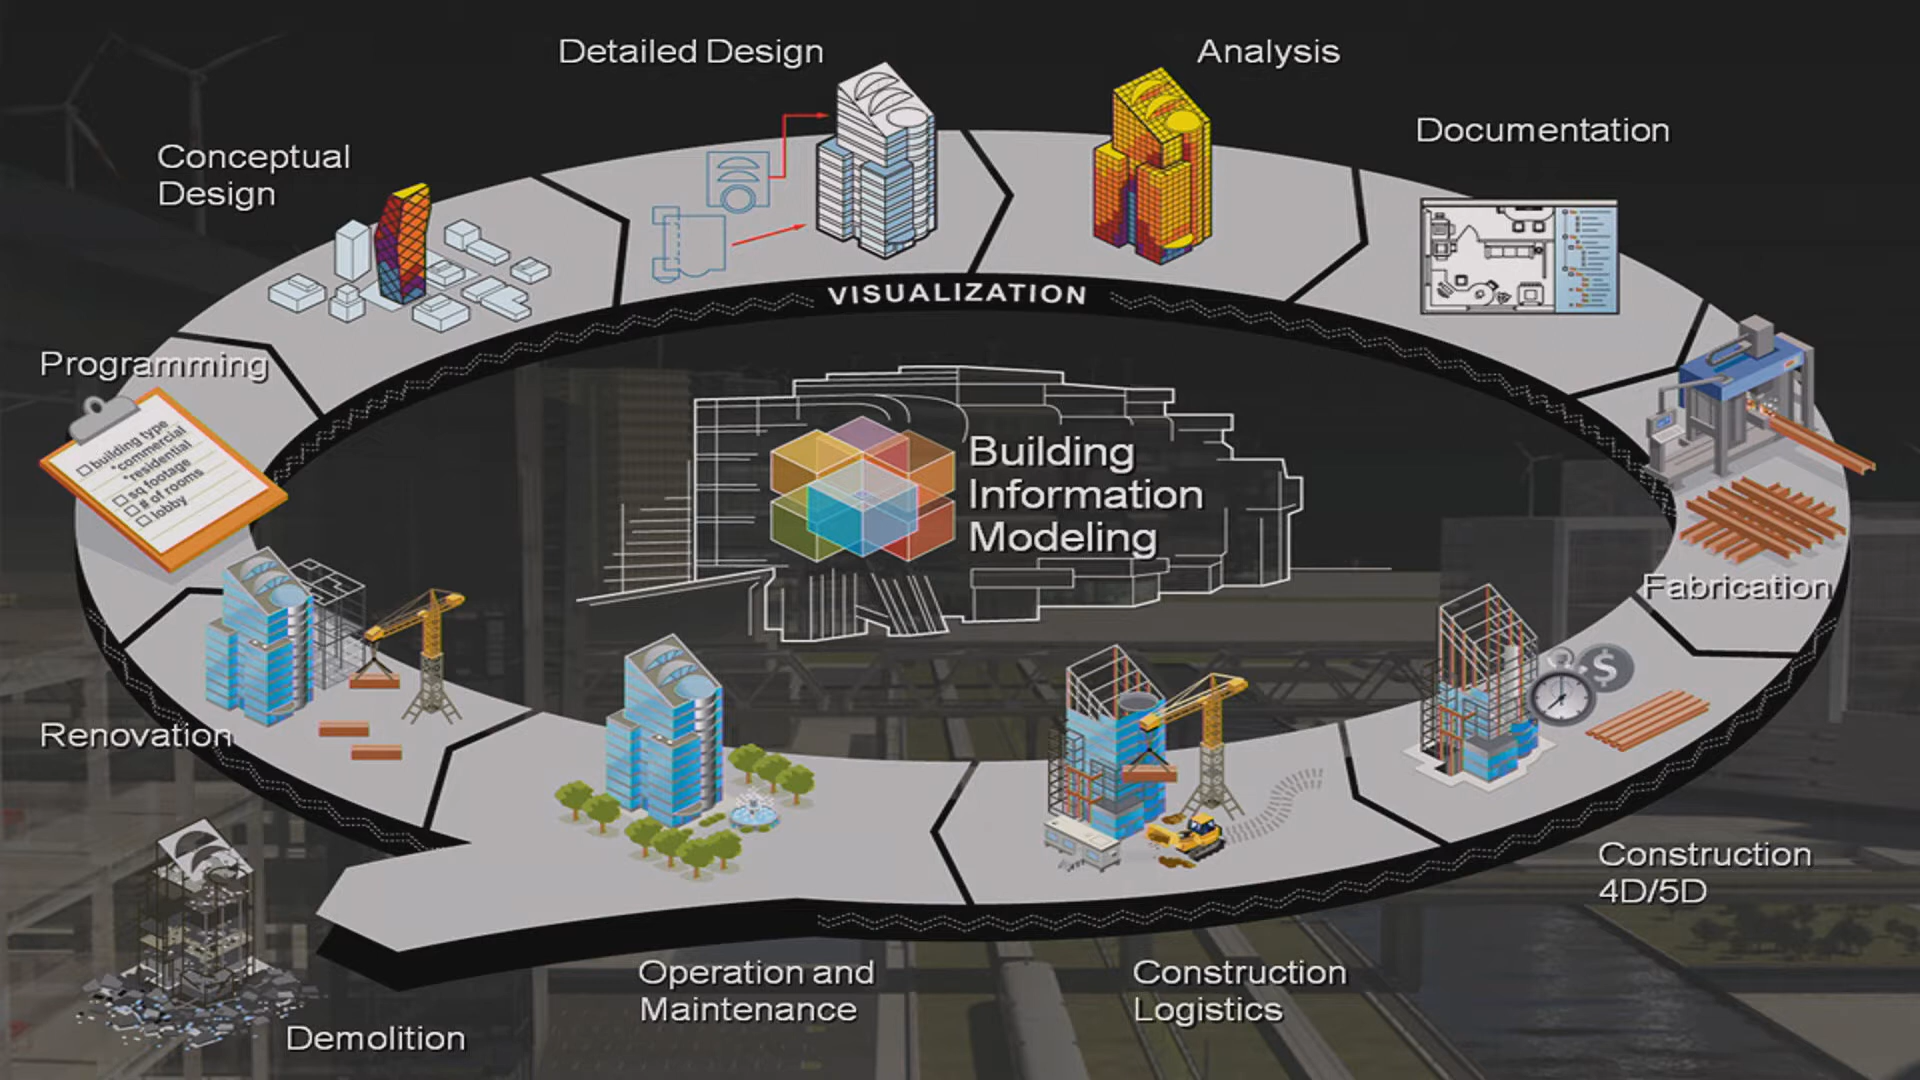 Detailed Design
Analysis
Documentation
Conceptual
Design
VISUALIZATION
Programming
building type
*commercial
*residential
sq footage
# of rooms
lobby
Building
Information
Modeling
Fabrication
$
Renovation
Construction
4D/5D
Operation and
Maintenance
Construction
Logistics
Demolition